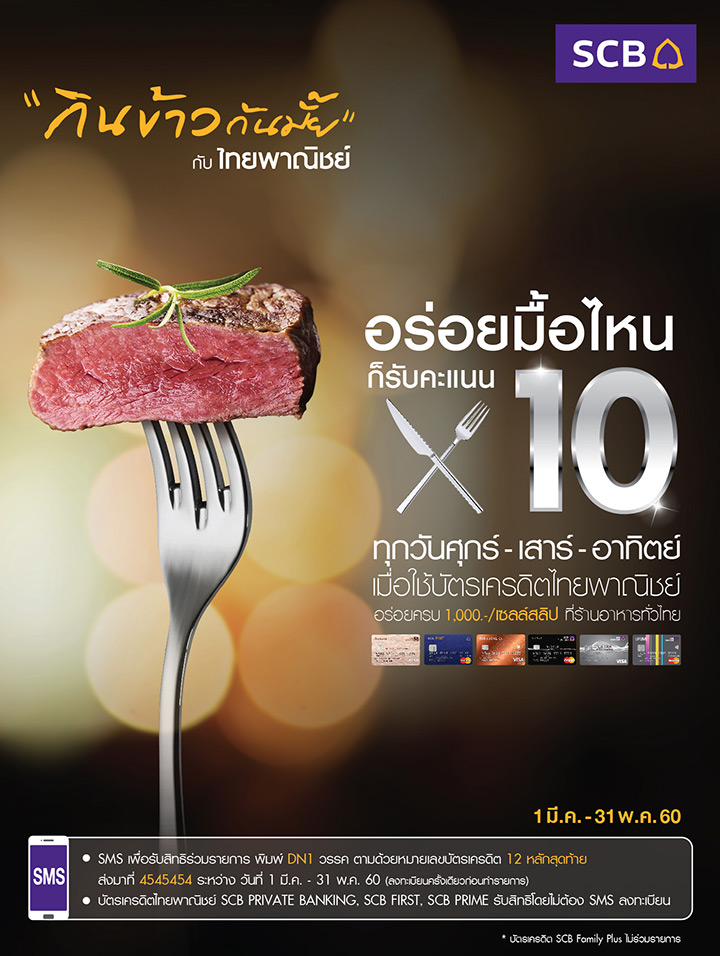 SCB
"กินข้าวกันมั้ย"
กับ ไทยพาณิชย์
อร่อยมื้อไหน
ก็รับคะแนน
10
ทุกวันศุกร์ - เสาร์ - อาทิตย์
เมื่อใช้บัตรเครดิตไทยพาณิชย์
อร่อยครบ 1,000.-/เซลล์สลิป ที่ร้านอาหารทั่วไทย
1 มี.ค. - 31 พ.ค. 60
SMS
• SMS เพื่อรับสิทธิร่วมรายการ พิมพ์ DN1 วรรค ตามด้วยหมายเลขบัตรเครดิต 12 หลักสุดท้าย
ส่งมาที่ 4545454 ระหว่าง วันที่ 1 มี.ค. - 31 พ.ค. 60 (ลงทะเบียนครั้งเดียวก่อนทำรายการ)
• บัตรเครดิตไทยพาณิชย์ SCB PRIVATE BANKING, SCB FIRST, SCB PRIME รับสิทธิโดยไม่ต้อง SMS ลงทะเบียน
* บัตรเครดิต SCB Family Plus ไม่ร่วมรายการ